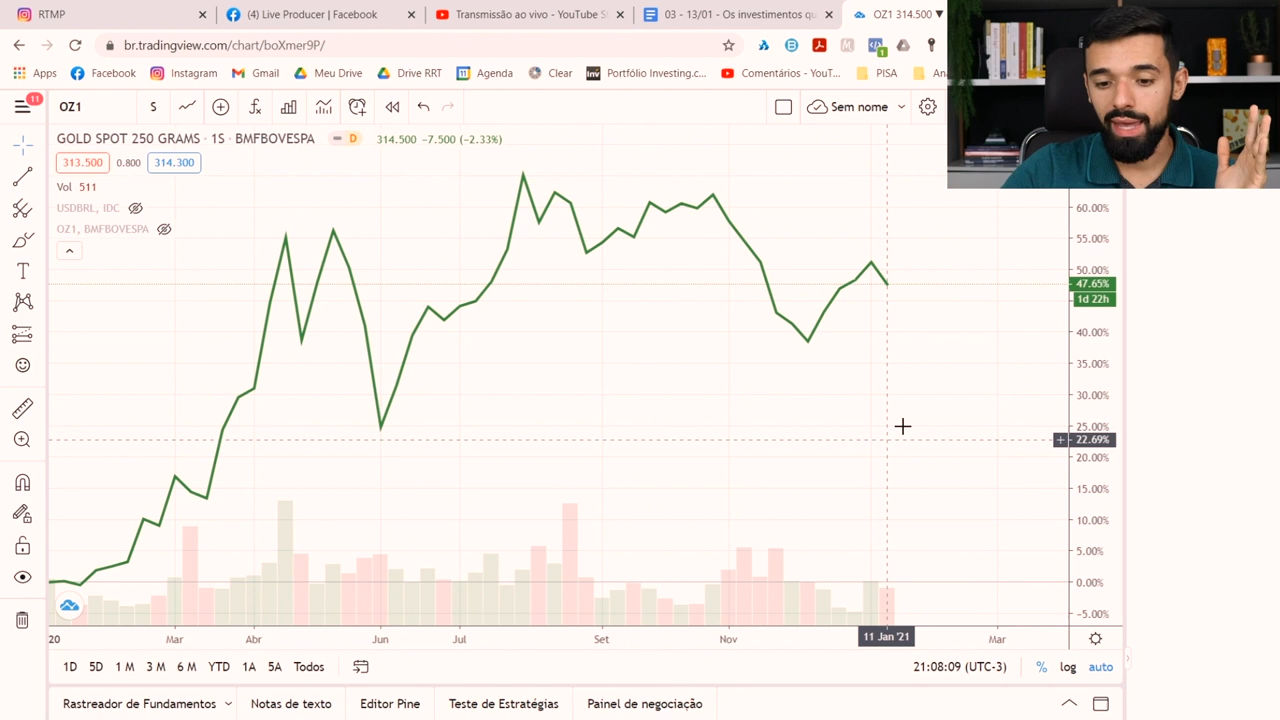 RTMP
(4) Live Producer | Facebook
Transmissão ao vivo - YouTube S
03 - 13/01 - Os investimentos q
OZ1 314.500 ▼
br.tradingview.com/chart/boXmer9P/
Apps
Facebook
Instagram
Gmail
Meu Drive
Drive RRT
Agenda
Clear
Inv
Portfólio Investing.c...
Comentários - YouT...
PISA
11
OZ1
$
Sem nome
GOLD SPOT 250 GRAMS · 1S · BMFBOVESPA
D
314.500 −7.500 (−2.33%)
313.500
0.800
314.300
Vol 511
USDBRL, IDC
OZ1, BMFBOVESPA
60.00%
55.00%
50.00%
47.65%
1d 22h
40.00%
35.00%
30.00%
25.00%
22.69%
20.00%
15.00%
10.00%
5.00%
0.00%
−5.00%
20
Mar
Abr
Jun
Jul
Set
Nov
11 Jan '21
Mar
1D
5D
1 M
3 M
6 M
YTD
1A
5A
Todos
21:08:09 (UTC-3)
%
log
auto
Rastreador de Fundamentos
Notas de texto
Editor Pine
Teste de Estratégias
Painel de negociação